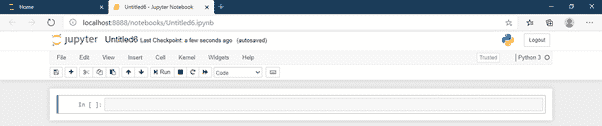 Home
Untitled6 - Jupyter Notebook
localhost:8888/notebooks/Untitled6.ipynb
jupyter Untitled6 Last Checkpoint: a few seconds ago (autosaved)
Logout
File Edit View Insert Cell Kernel Widgets Help
Trusted
Python 3
Run
Code
In [ ]: